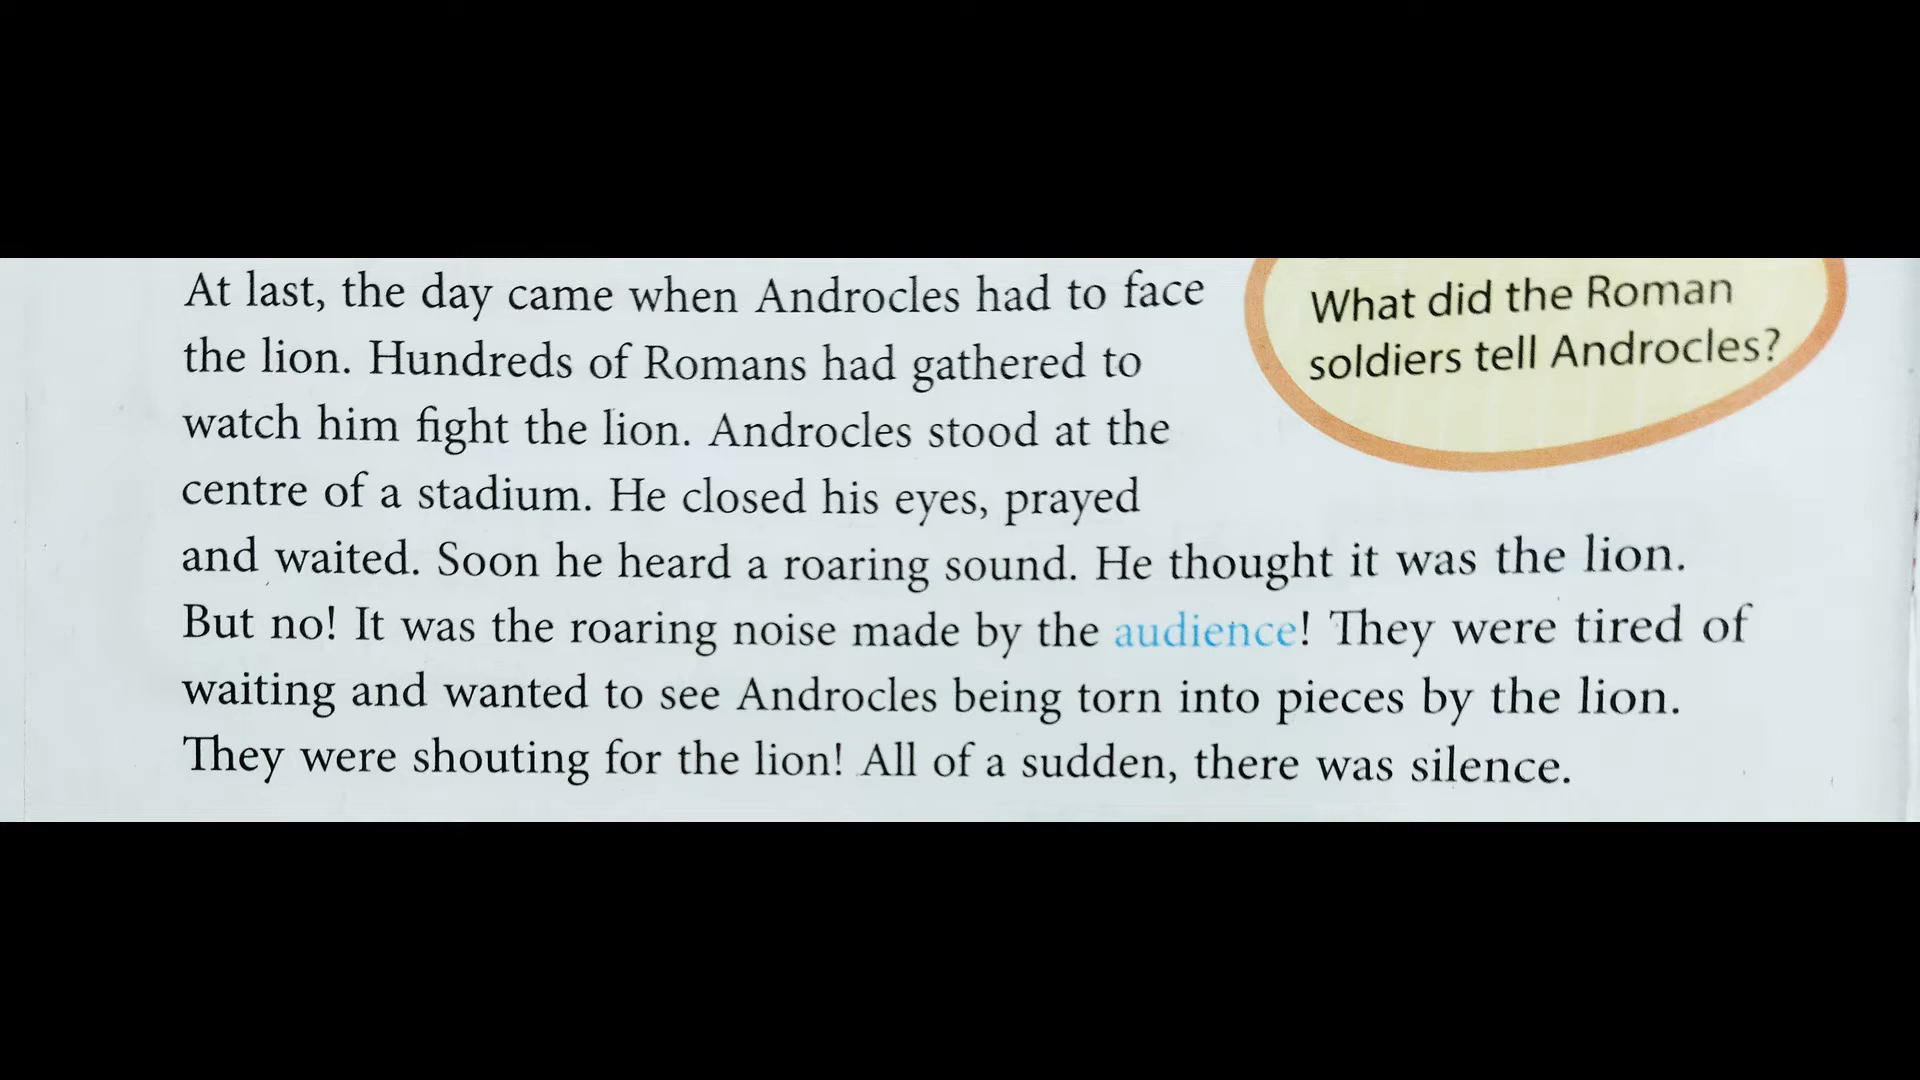 At last, the day came when Androcles had to face
the lion. Hundreds of Romans had gathered to
watch him fight the lion. Androcles stood at the
centre of a stadium. He closed his eyes, prayed
and waited. Soon he heard a roaring sound. He thought it was the lion.
But no! It was the roaring noise made by the audience! They were tired of
waiting and wanted to see Androcles being torn into pieces by the lion.
They were shouting for the lion! All of a sudden, there was silence.
What did the Roman
soldiers tell Androcles?